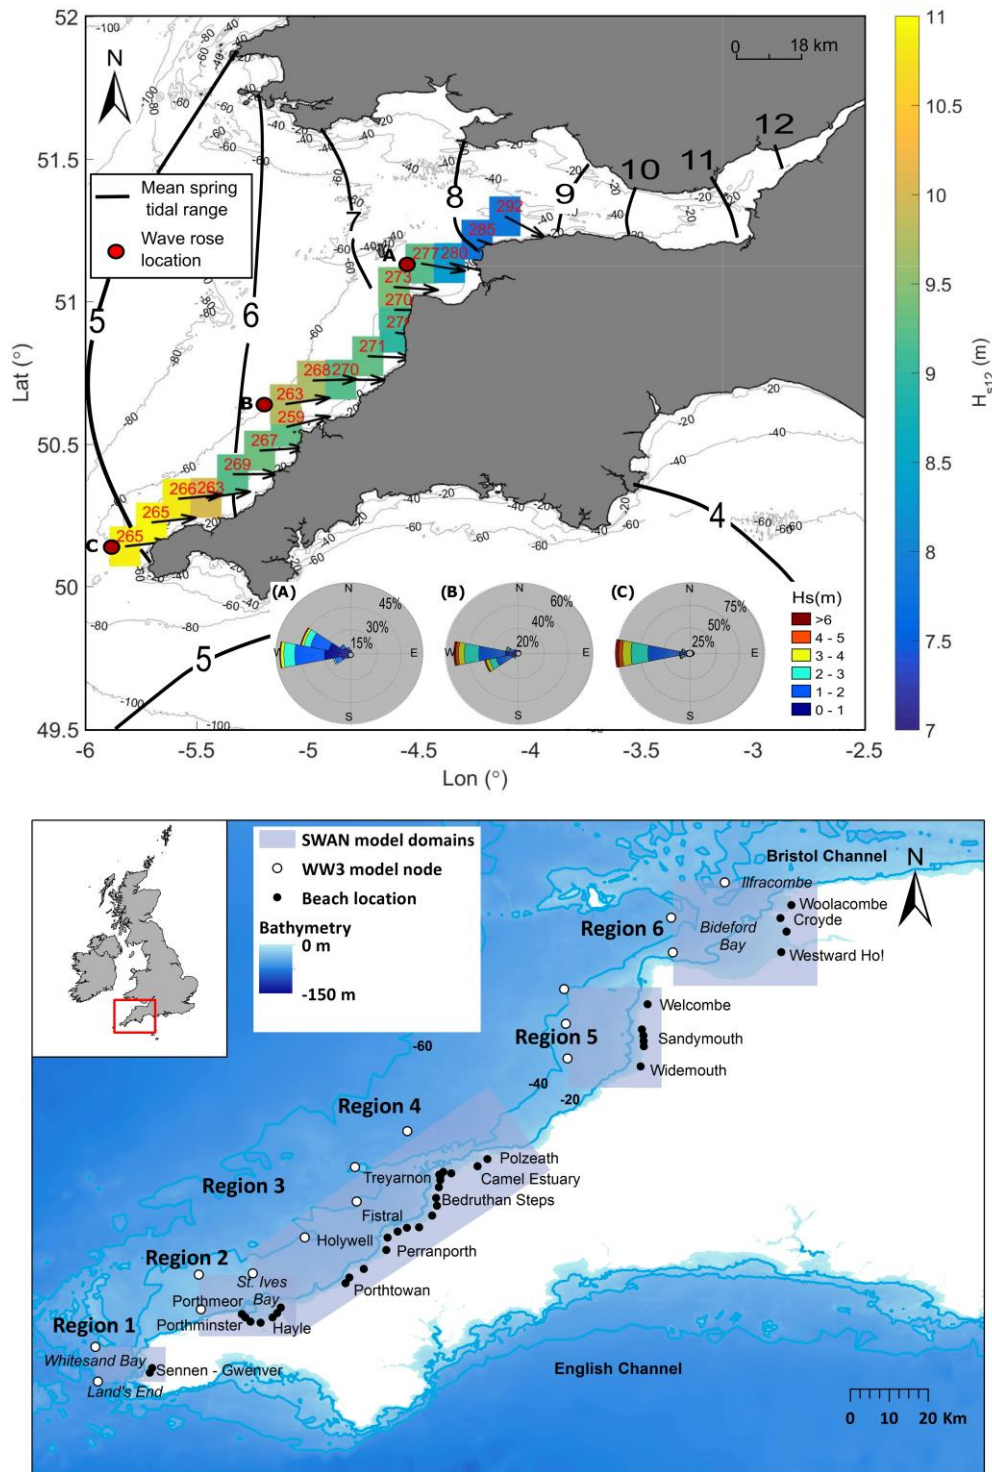 52
51.5
51
50.5
50
49.5
Lat (°)
-6
-5.5
-5
-4.5
-4
-3.5
-3
-2.5
Lon (°)
N
0 18 km
Mean spring
tidal range
Wave rose
location
5
6
7
8
9
10
11
12
4
5
292
285
277
280
273
270
271
268
270
263
259
267
269
266
263
265
265
A
B
C
(A)
N
45%
30%
15%
W
E
S
(B)
N
60%
40%
20%
W
E
S
(C)
N
75%
50%
25%
W
E
S
Hs(m)
>6
4 - 5
3 - 4
2 - 3
1 - 2
0 - 1
11
10.5
10
9.5
9
8.5
8
7.5
7
Hs12 (m)
SWAN model domains
WW3 model node
Beach location
Bathymetry
0 m
-150 m
Bristol Channel
N
Ilfracombe
Woolacombe
Croyde
Region 6
Bideford
Bay
Westward Ho!
Welcombe
Region 5
Sandymouth
Widemouth
-60
-40
-20
Region 4
Polzeath
Treyarnon
Camel Estuary
Region 3
Bedruthan Steps
Fistral
Holywell
Perranporth
Region 2
St. Ives
Bay
Porthtowan
Porthmeor
Porthminster
Hayle
Region 1
Whitesand Bay
Sennen - Gwenver
Land's End
English Channel
0 10 20 Km